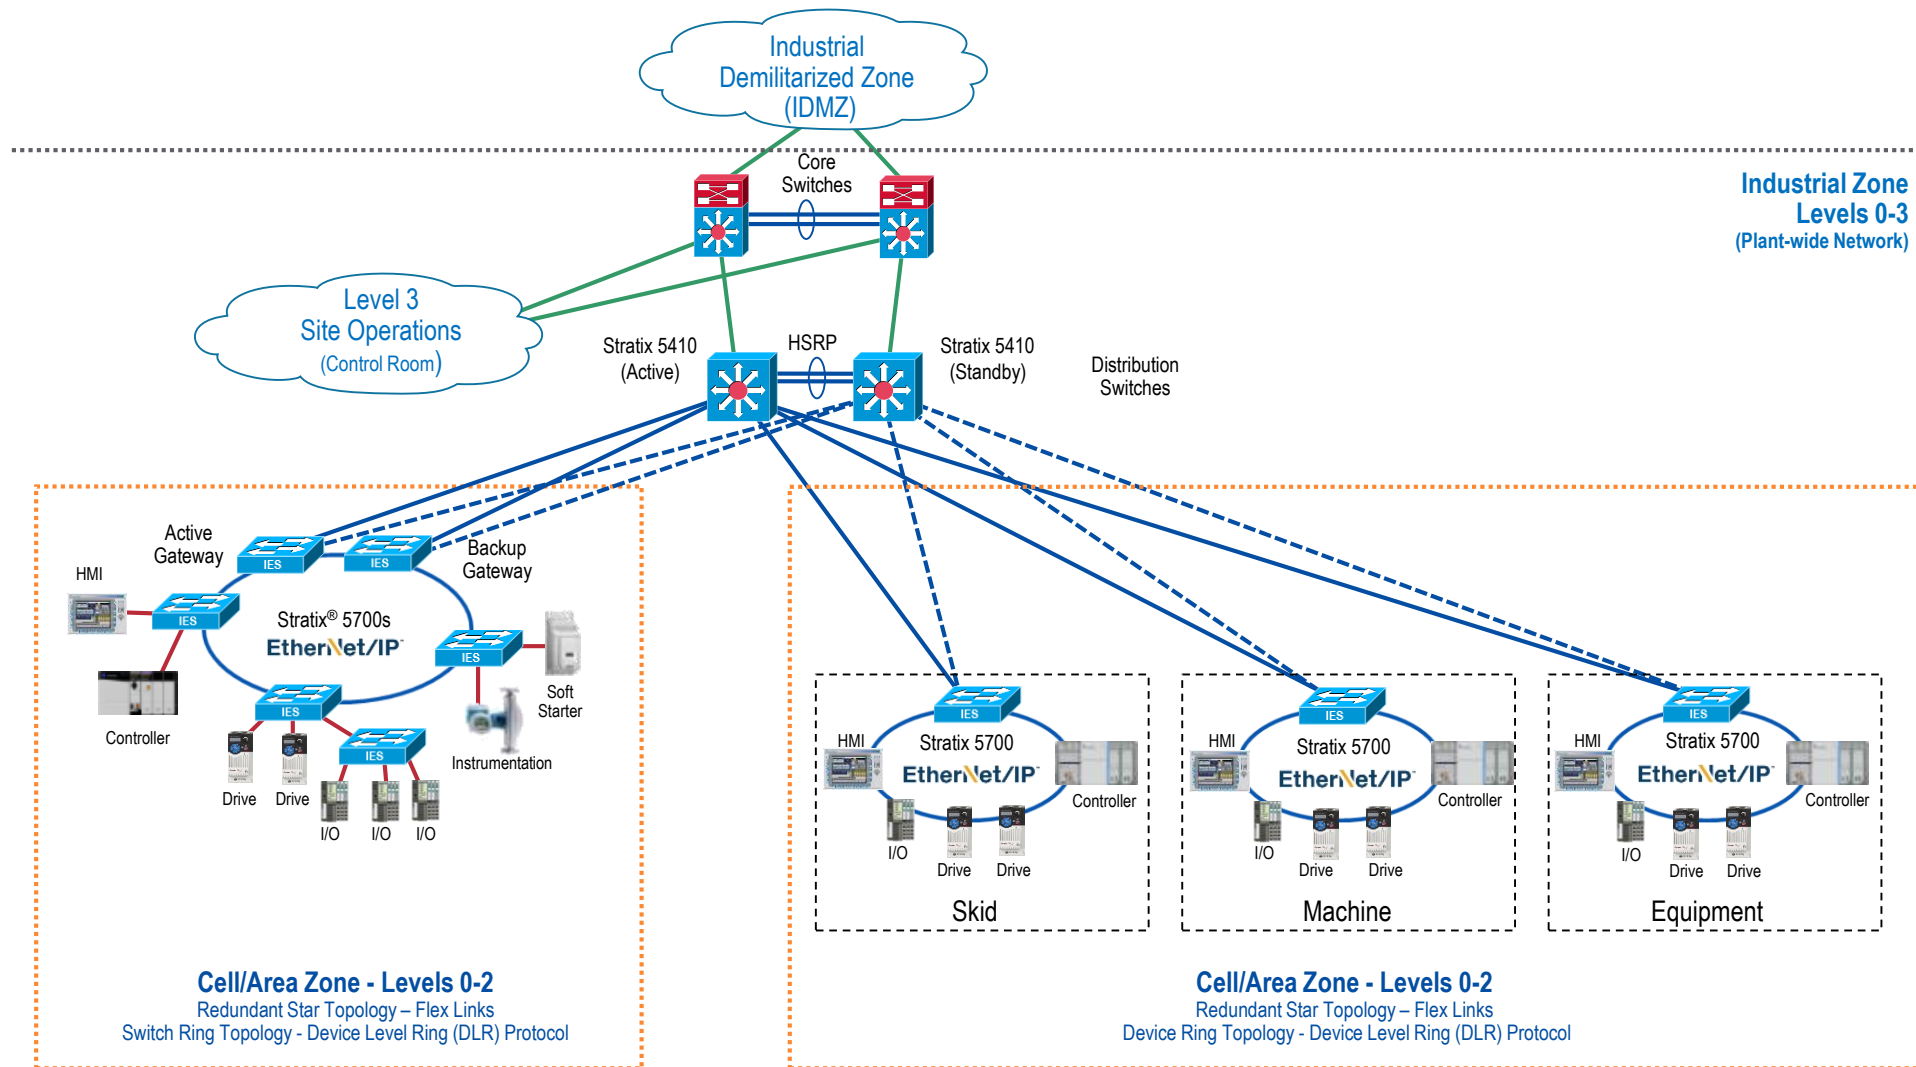 Industrial
Demilitarized Zone
(IDMZ)
Core
Switches
Industrial Zone
Levels 0-3
(Plant-wide Network)
Level 3
Site Operations
(Control Room)
Stratix 5410
(Active)
HSRP
Stratix 5410
(Standby)
Distribution
Switches
Active
Gateway
Backup
Gateway
IES
IES
HMI
IES
Stratix® 5700s
EtherNet/IP™
IES
Soft
Starter
IES
Controller
Instrumentation
Drive
Drive
I/O
I/O
I/O
IES
HMI
Stratix 5700
EtherNet/IP™
Controller
I/O
Drive
Drive
Skid
IES
HMI
Stratix 5700
EtherNet/IP™
Controller
I/O
Drive
Drive
Machine
IES
HMI
Stratix 5700
EtherNet/IP™
Controller
I/O
Drive
Drive
Equipment
Cell/Area Zone - Levels 0-2
Redundant Star Topology – Flex Links
Switch Ring Topology - Device Level Ring (DLR) Protocol
Cell/Area Zone - Levels 0-2
Redundant Star Topology – Flex Links
Device Ring Topology - Device Level Ring (DLR) Protocol